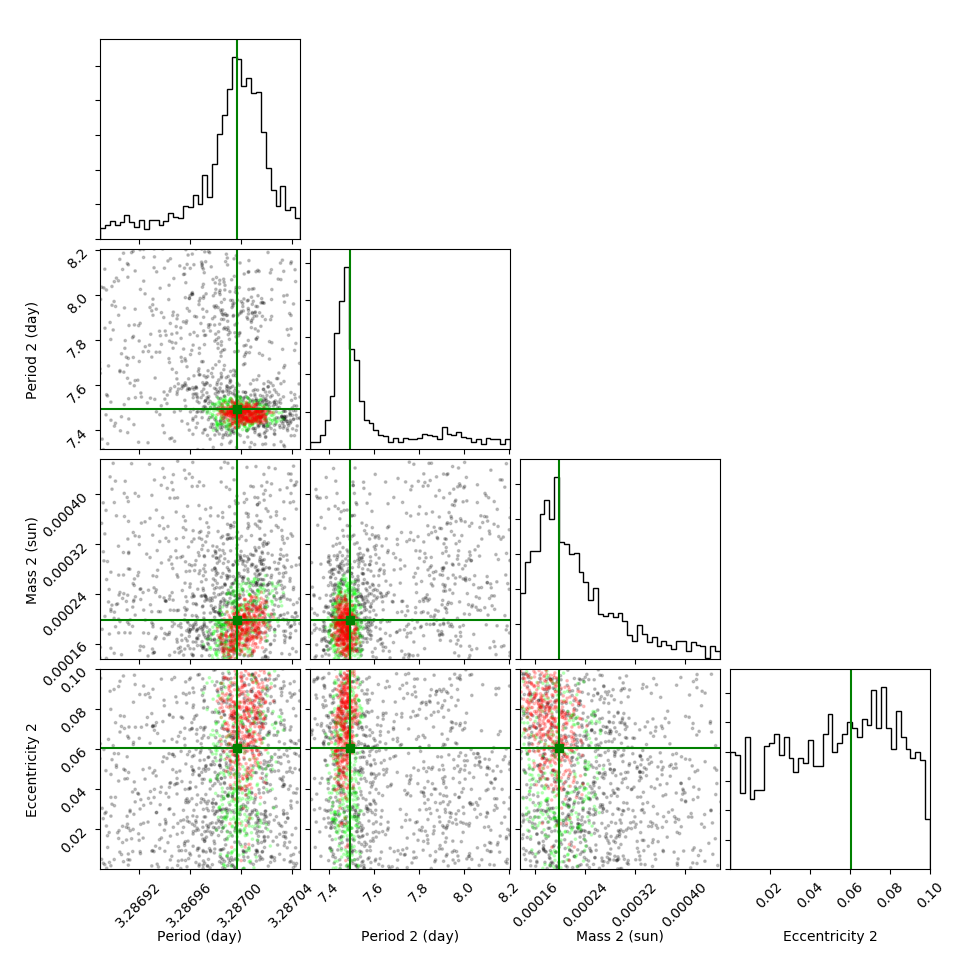 8.2
8.0
7.8
7.6
7.4
Period 2 (day)
0.00040
0.00032
0.00024
0.00016
Mass 2 (sun)
0.10
0.08
0.06
0.04
0.02
Eccentricity 2
3.28692 3.28696 3.28700 3.28704
Period (day)
7.4 7.6 7.8 8.0 8.2
Period 2 (day)
0.00016 0.00024 0.00032 0.00040
Mass 2 (sun)
0.02 0.04 0.06 0.08 0.10
Eccentricity 2